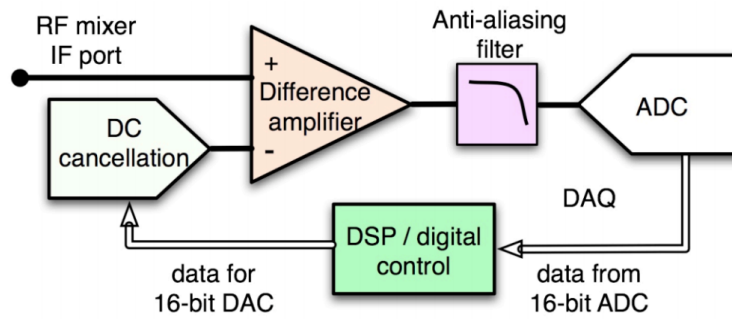 RF mixer
IF port
Anti-aliasing
filter
+
Difference
amplifier
-
ADC
DC
cancellation
DAQ
DSP / digital
control
data for
16-bit DAC
data from
16-bit ADC